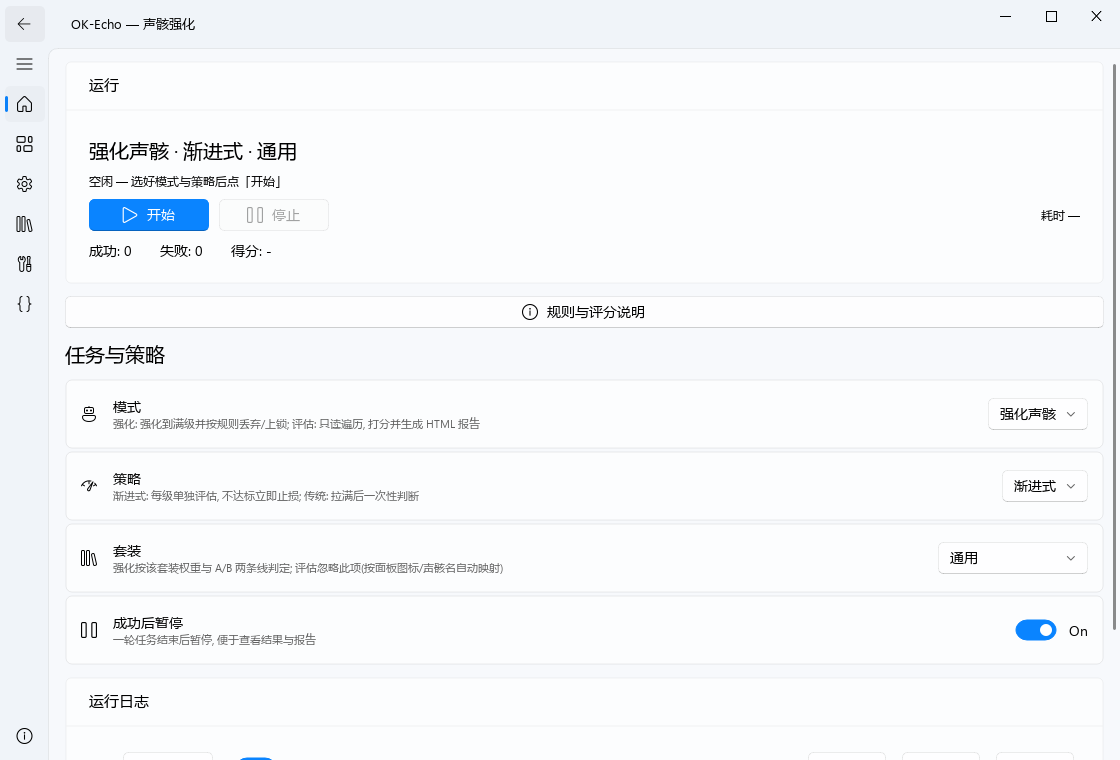 OK-Echo — 声骸强化
运行
强化声骸 · 渐进式 · 通用
空闲 — 选好模式与策略后点「开始」
开始
停止
耗时 —
成功: 0
失败: 0
得分: -
规则与评分说明
任务与策略
模式
强化: 强化到满级并按规则丢弃/上锁; 评估: 只读遍历, 打分并生成 HTML 报告
强化声骸
策略
渐进式: 每级单独评估, 不达标立即止损; 传统: 拉满后一次性判断
渐进式
套装
强化按该套装权重与 A/B 两条线判定; 评估忽略此项(按面板图标/声骸名自动映射)
通用
成功后暂停
一轮任务结束后暂停, 便于查看结果与报告
On
运行日志